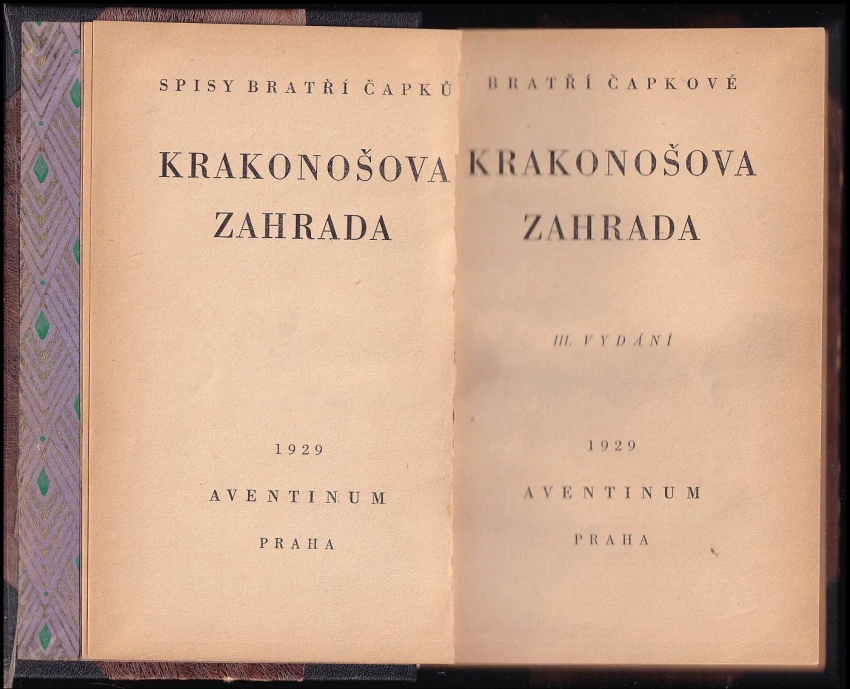 SPISY BRATŘÍ ČAPKŮ
KRAKONOŠOVA
ZAHRADA
1929
AVENTINUM
PRAHA
BRATŘÍ ČAPKOVÉ
KRAKONOŠOVA
ZAHRADA
III. VYDÁNÍ
1929
AVENTINUM
PRAHA